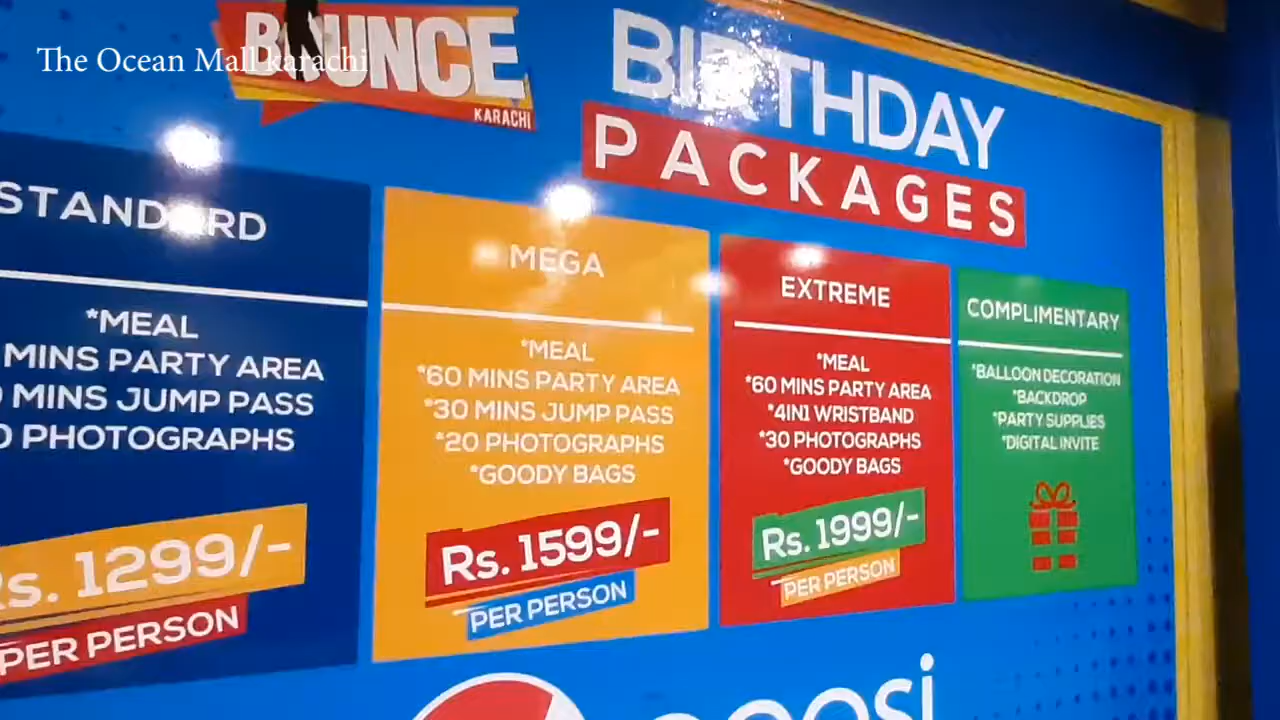 The Ocean Mall karachi
BOUNCE
KARACHI
BIRTHDAY
PACKAGES
STANDARD
*MEAL
MINS PARTY AREA
MINS JUMP PASS
PHOTOGRAPHS
Rs. 1299/-
PER PERSON
MEGA
*MEAL
*60 MINS PARTY AREA
*30 MINS JUMP PASS
*20 PHOTOGRAPHS
*GOODY BAGS
Rs. 1599/-
PER PERSON
EXTREME
*MEAL
*60 MINS PARTY AREA
*4IN1 WRISTBAND
*30 PHOTOGRAPHS
*GOODY BAGS
Rs. 1999/-
PER PERSON
COMPLIMENTARY
*BALLOON DECORATION
*BACKDROP
*PARTY SUPPLIES
*DIGITAL INVITE
pepsi